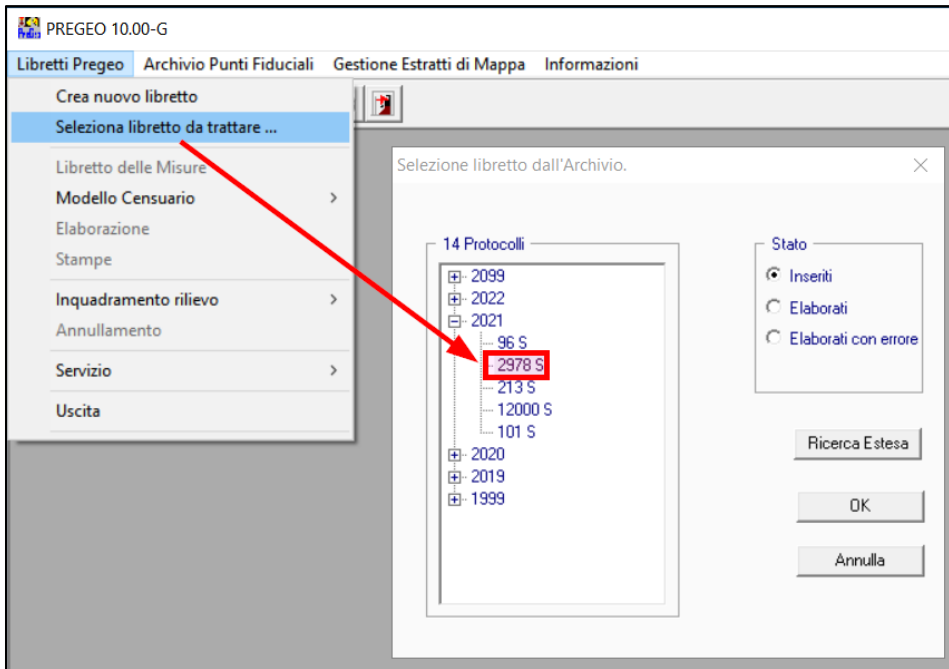 PREGEO 10.00-G
Libretti Pregeo Archivio Punti Fiduciali Gestione Estratti di Mappa Informazioni
Crea nuovo libretto
Seleziona libretto da trattare ...
Libretto delle Misure
Modello Censuario
Elaborazione
Stampe
Inquadramento rilievo
Annullamento
Servizio
Uscita
Selezione libretto dall'Archivio.
14 Protocolli
2099
2022
2021
96 S
2978 S
213 S
12000 S
101 S
2020
2019
1999
Stato
Inseriti
Elaborati
Elaborati con errore
Ricerca Estesa
OK
Annulla